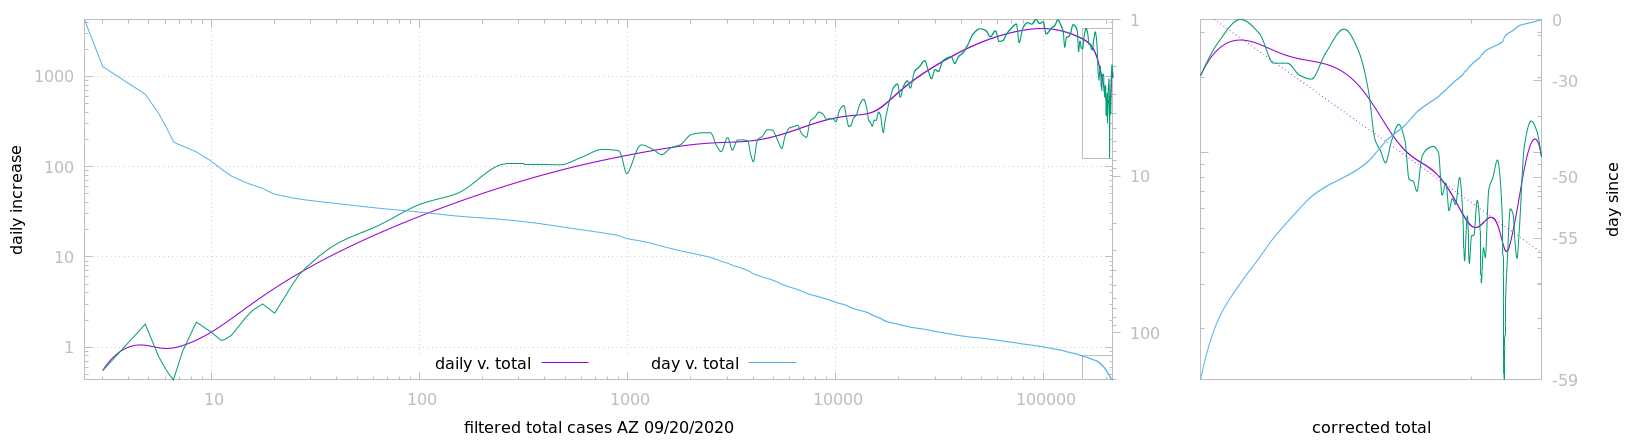 daily increase
1000
100
10
1
daily v. total
day v. total
10
100
1000
10000
100000
filtered total cases AZ 09/20/2020
1
10
100
0
-30
-50
-55
-59
day since
corrected total